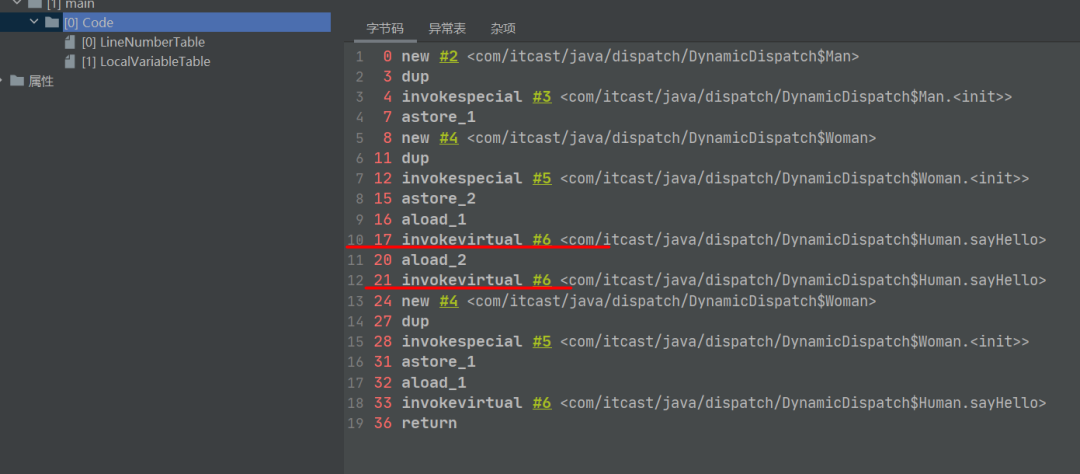 [1] main
[0] Code
[0] LineNumberTable
[1] LocalVariableTable
属性
字节码 异常表 杂项
1 0 new #2 <com/itcast/java/dispatch/DynamicDispatch$Man>
2 3 dup
3 4 invokespecial #3 <com/itcast/java/dispatch/DynamicDispatch$Man.<init>>
4 7 astore_1
5 8 new #4 <com/itcast/java/dispatch/DynamicDispatch$Woman>
6 11 dup
7 12 invokespecial #5 <com/itcast/java/dispatch/DynamicDispatch$Woman.<init>>
8 15 astore_2
9 16 aload_1
10 17 invokevirtual #6 <com/itcast/java/dispatch/DynamicDispatch$Human.sayHello>
11 20 aload_2
12 21 invokevirtual #6 <com/itcast/java/dispatch/DynamicDispatch$Human.sayHello>
13 24 new #4 <com/itcast/java/dispatch/DynamicDispatch$Woman>
14 27 dup
15 28 invokespecial #5 <com/itcast/java/dispatch/DynamicDispatch$Woman.<init>>
16 31 astore_1
17 32 aload_1
18 33 invokevirtual #6 <com/itcast/java/dispatch/DynamicDispatch$Human.sayHello>
19 36 return